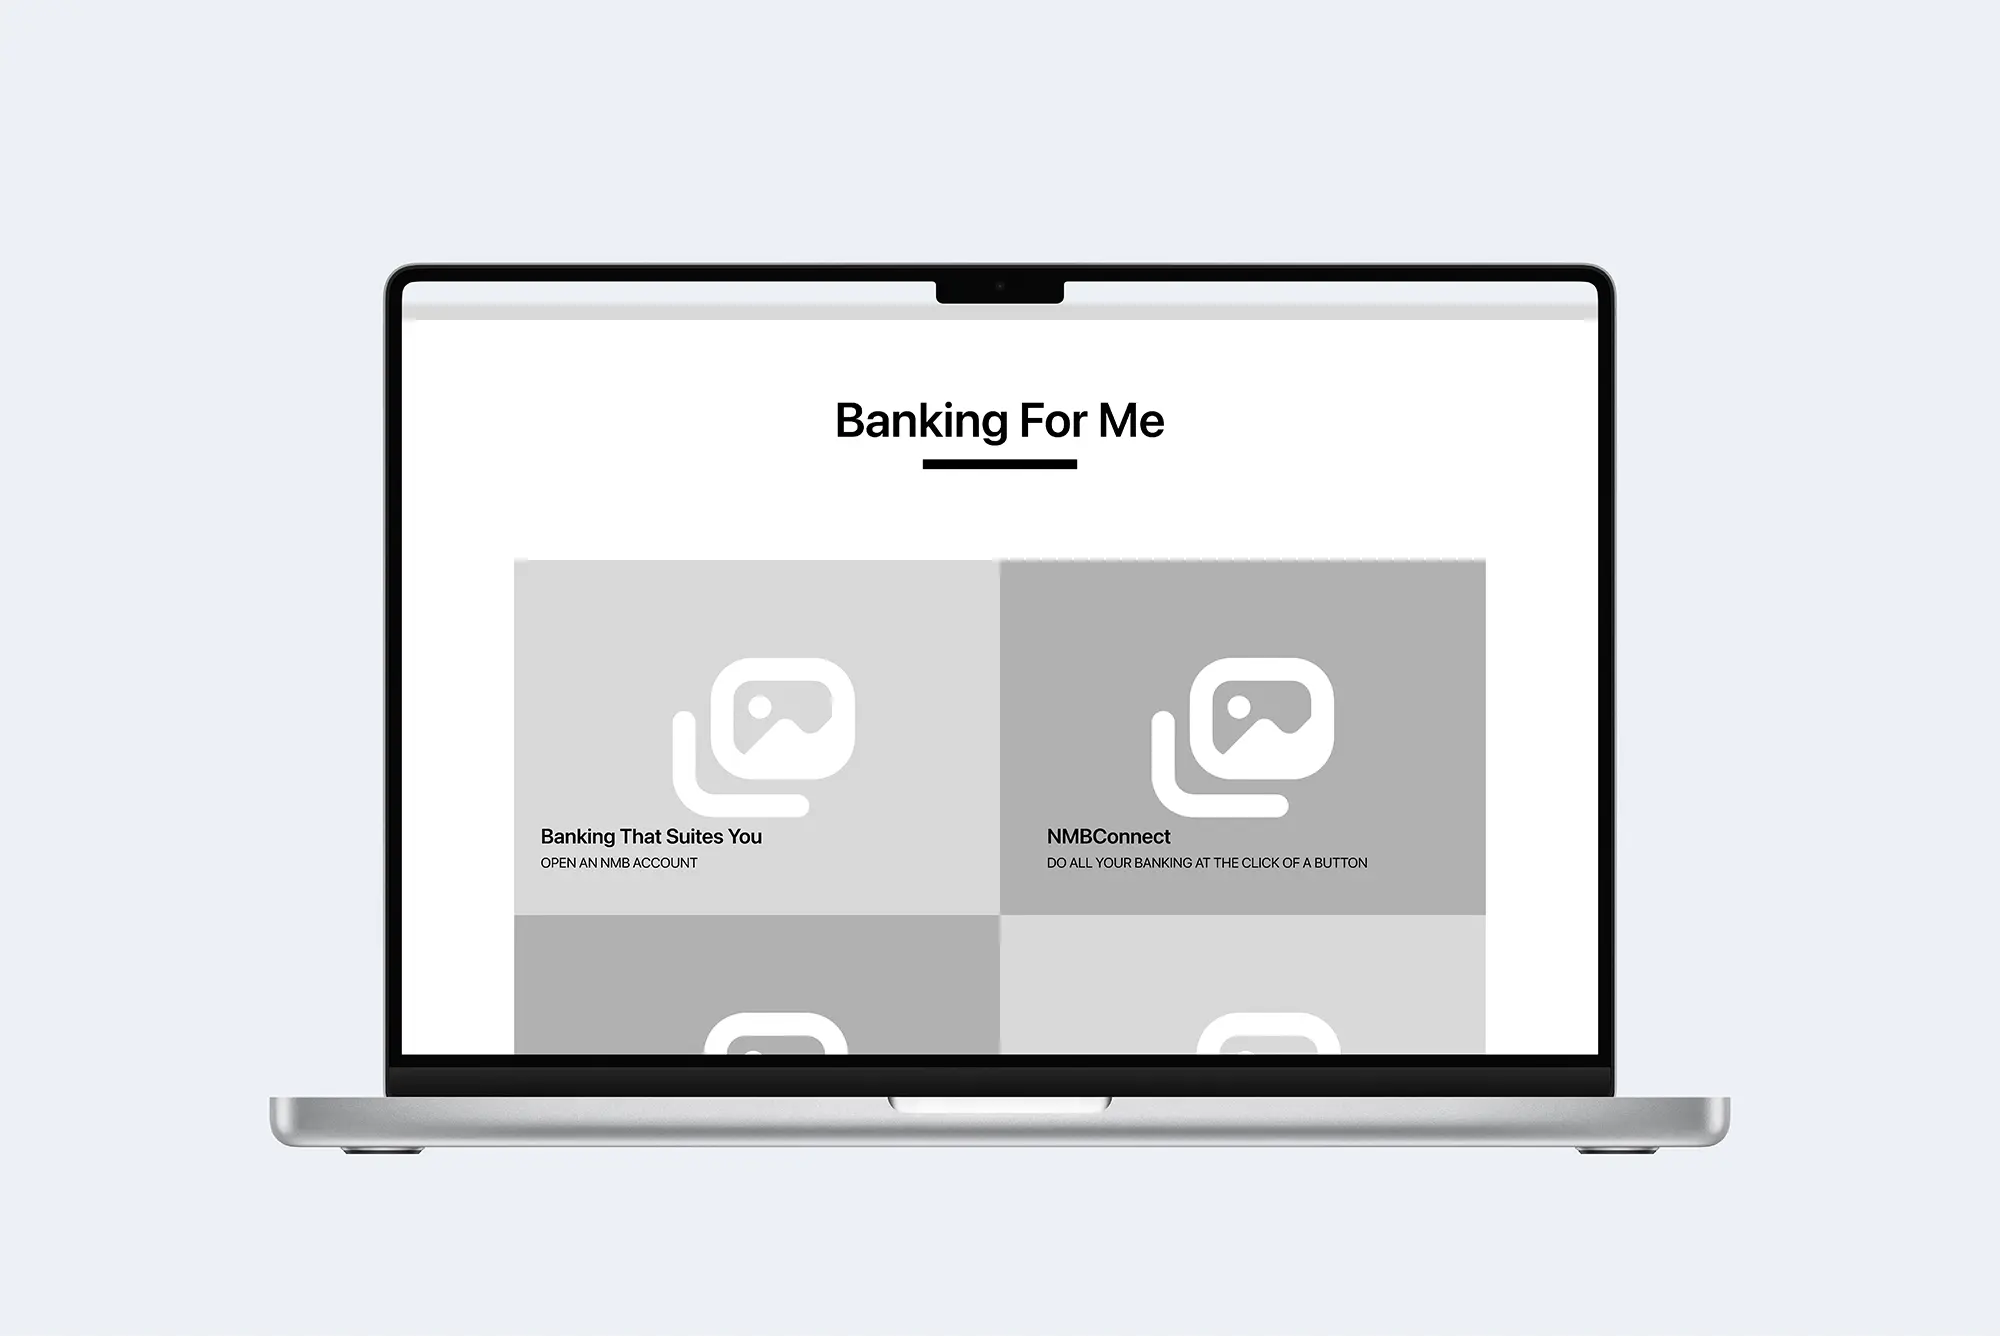 Banking For Me
Banking That Suites You
OPEN AN NMB ACCOUNT
NMBConnect
DO ALL YOUR BANKING AT THE CLICK OF A BUTTON